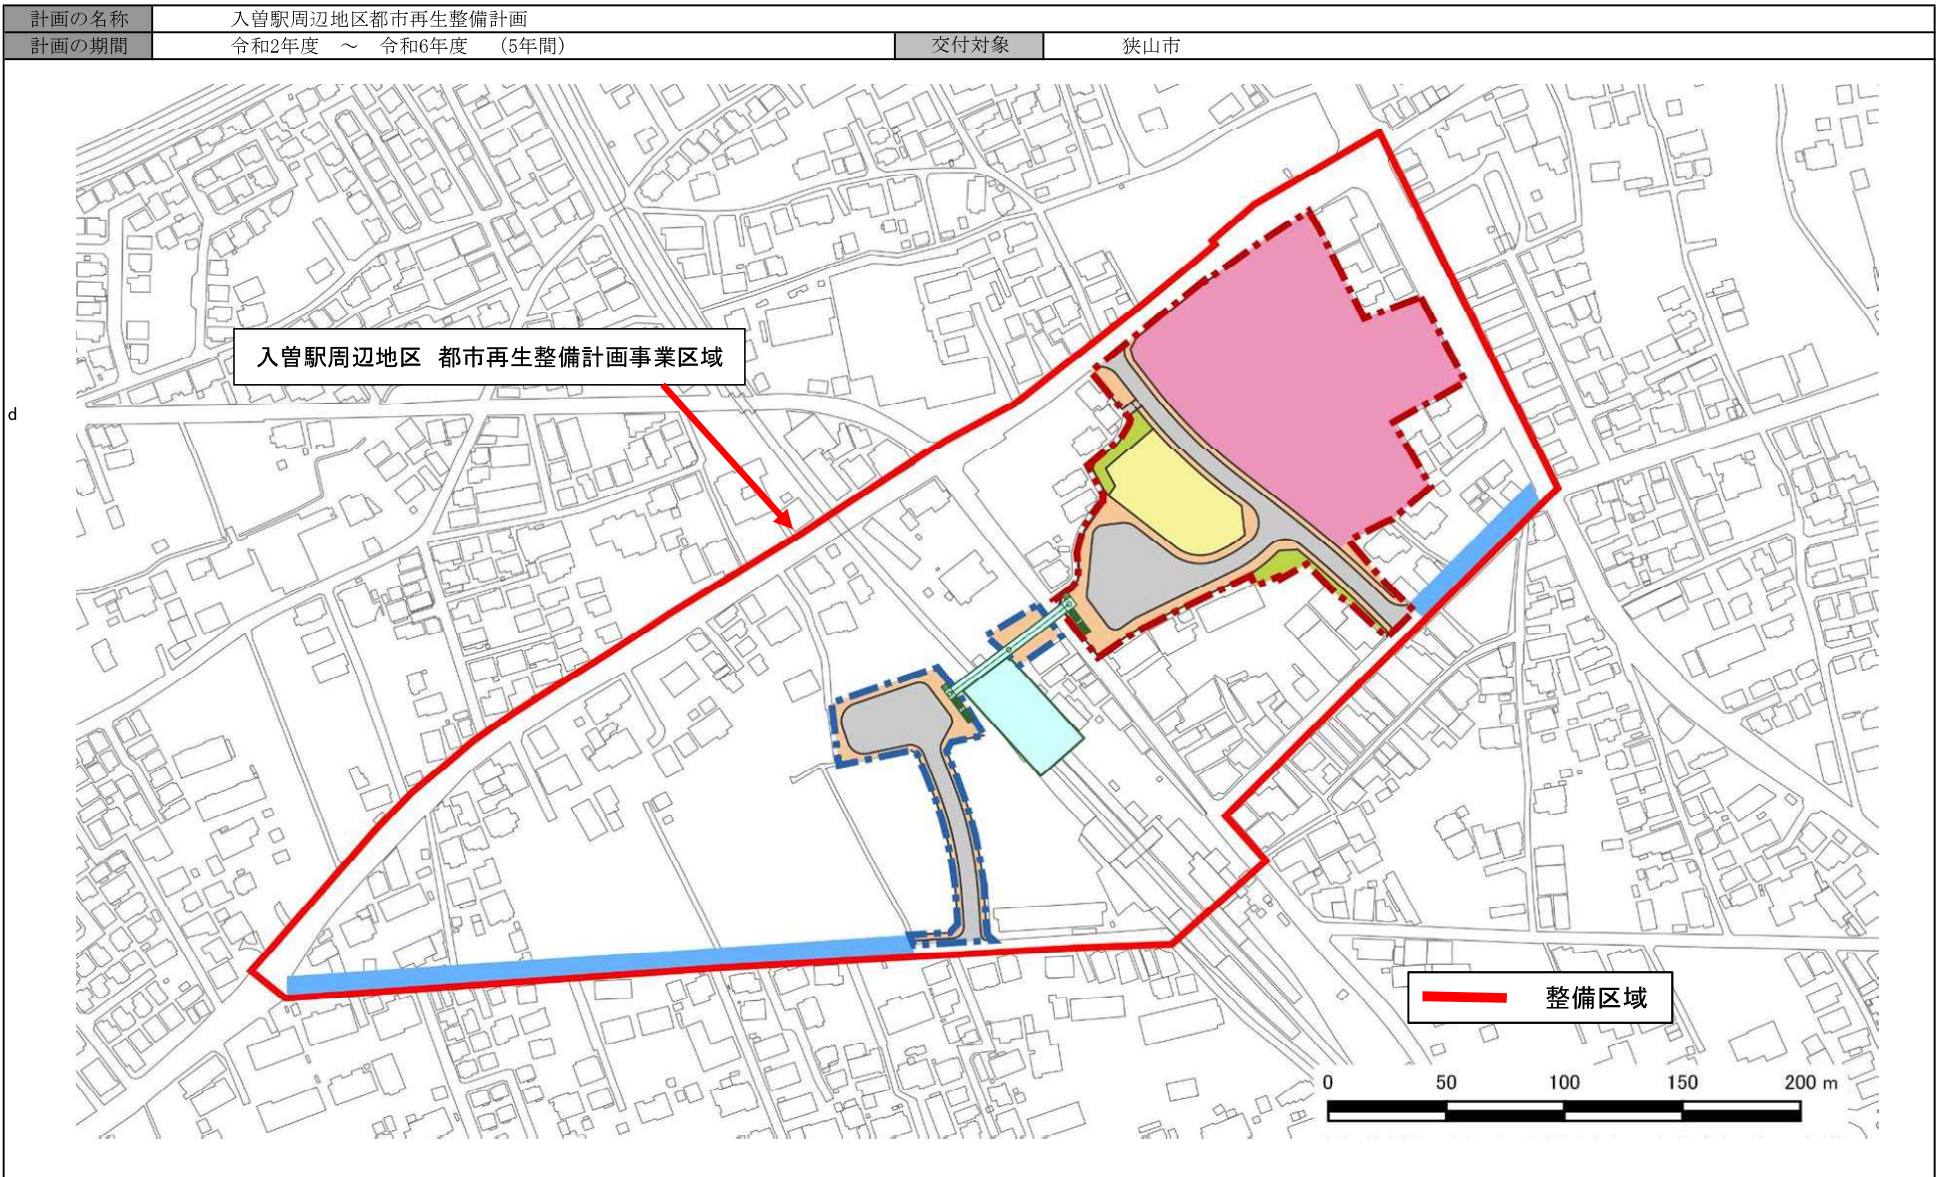 計画の名称 入曽駅周辺地区都市再生整備計画
計画の期間 令和2年度 ～ 令和6年度 （5年間） 交付対象 狭山市
入曽駅周辺地区 都市再生整備計画事業区域
d
整備区域
0 50 100 150 200 m